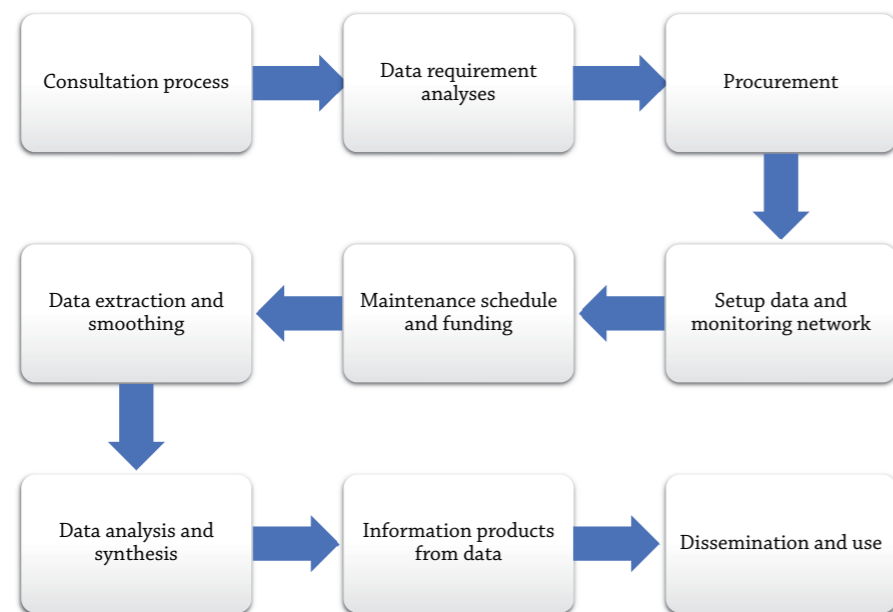 Consultation process
Data requirement
analyses
Procurement
Setup data and
monitoring network
Maintenance schedule
and funding
Data extraction and
smoothing
Data analysis and
synthesis
Information products
from data
Dissemination and use